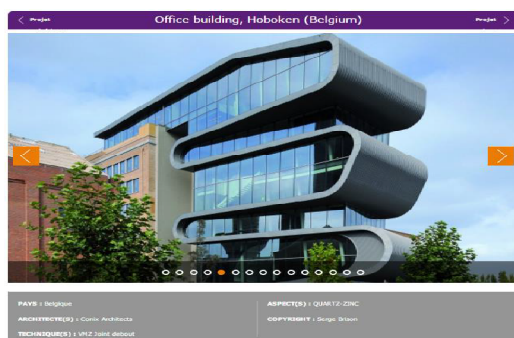 Projet
Office building, Hoboken (Belgium)
Projet
PAYS : Belgique
ASPECT(S) : QUARTZ-ZINC
ARCHITECTE(S) : Conix Architects
COPYRIGHT : Serge Brison
TECHNIQUE(S) : VMZ Joint debout